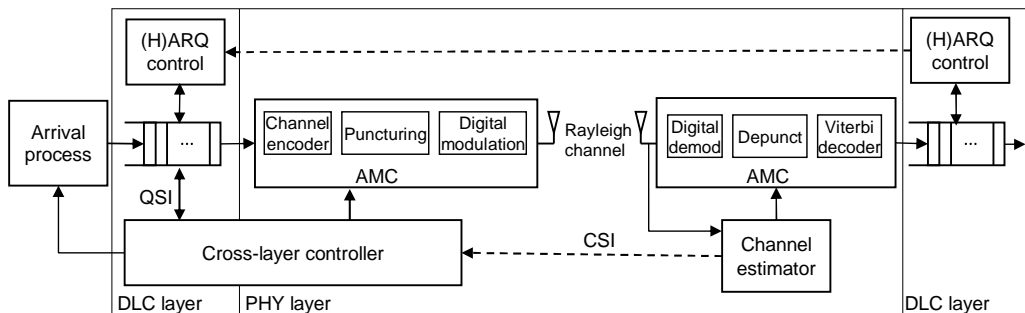 (H)ARQ
control
(H)ARQ
control
Arrival
process
...
Channel
encoder
Puncturing
Digital
modulation
AMC
Rayleigh
channel
Digital
demod
Depunct
Viterbi
decoder
AMC
...
QSI
Cross-layer controller
CSI
Channel
estimator
DLC layer
PHY layer
DLC layer